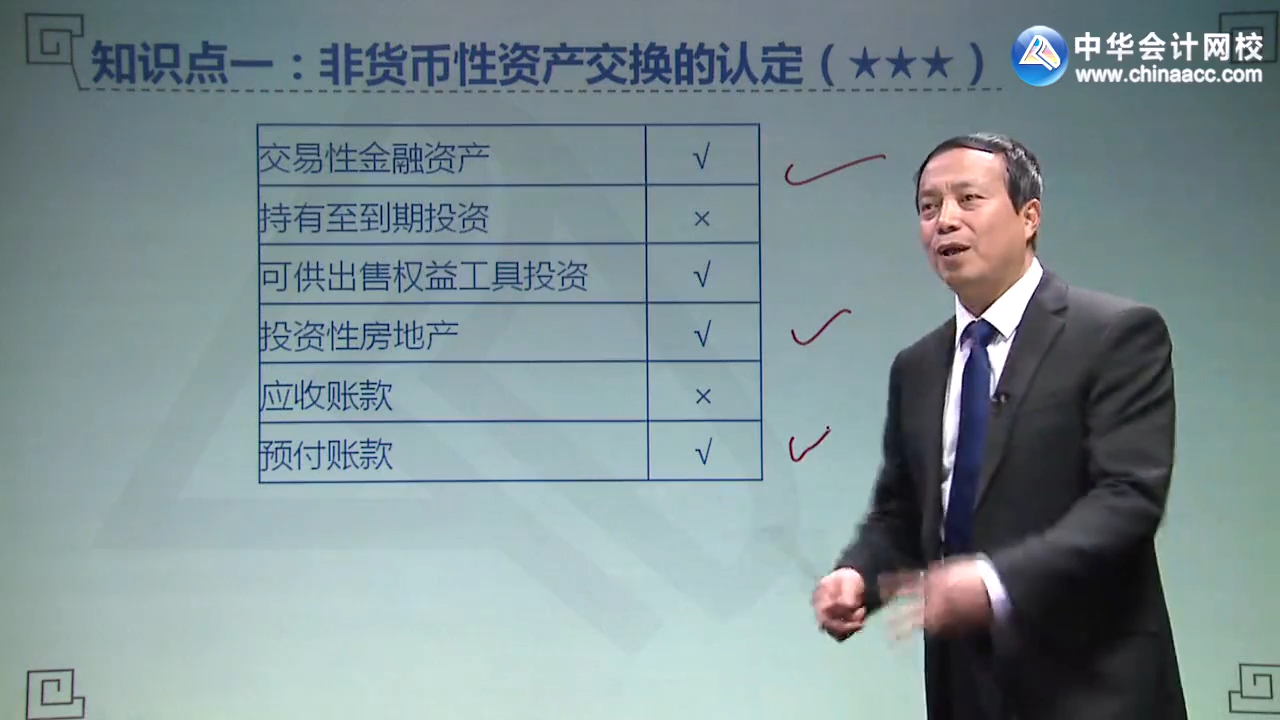 知识点一：非货币性资产交换的认定（★★★）
中华会计网校
www.chinaacc.com
交易性金融资产 √
持有至到期投资 ×
可供出售权益工具投资 √
投资性房地产 √
应收账款 ×
预付账款 √